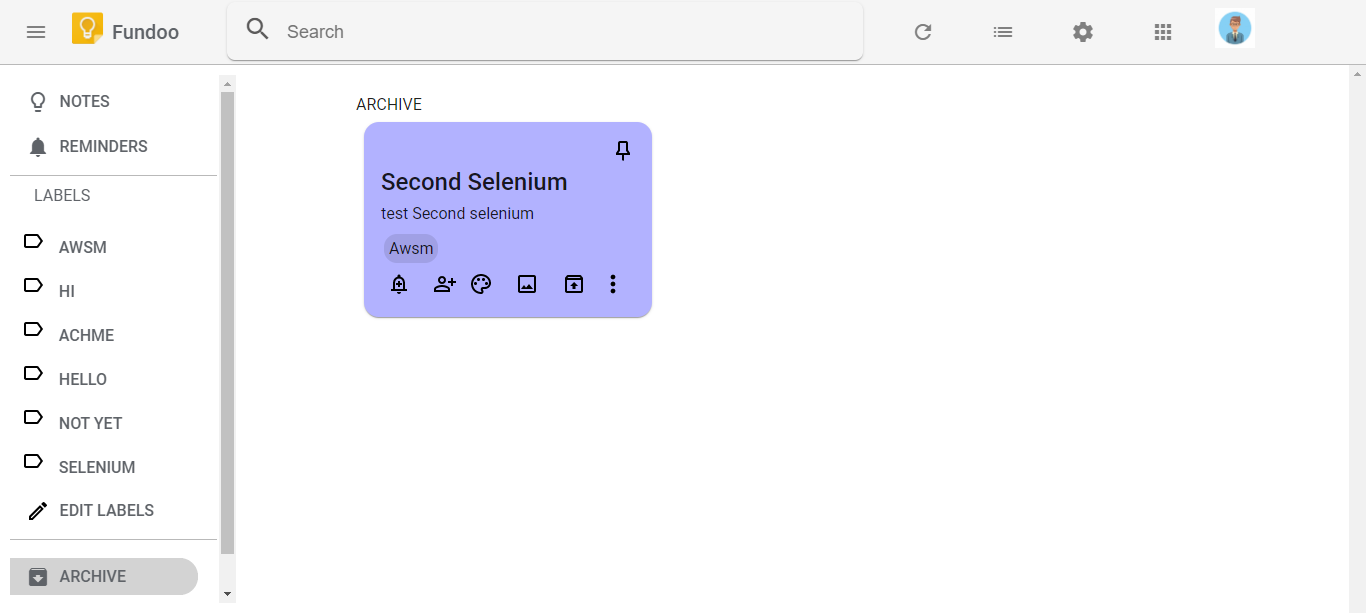 Fundoo
Search
NOTES
REMINDERS
LABELS
AWSM
HI
ACHME
HELLO
NOT YET
SELENIUM
EDIT LABELS
ARCHIVE
ARCHIVE
Second Selenium
test Second selenium
Awsm